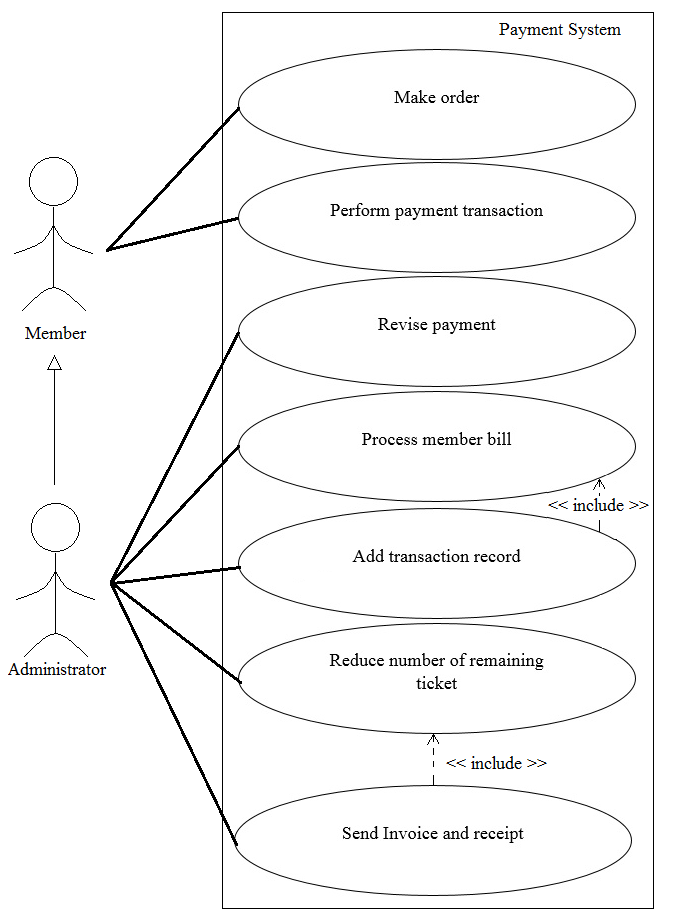 Payment System
Make order
Perform payment transaction
Member
Revise payment
Process member bill
<< include >>
Add transaction record
Administrator
Reduce number of remaining
ticket
<< include >>
Send Invoice and receipt